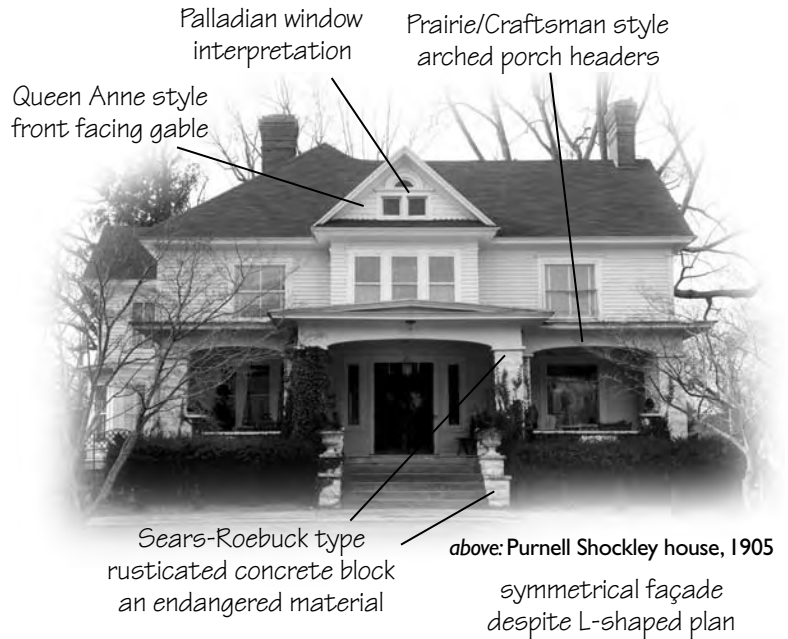 Palladian window
interpretation
Prairie/Craftsman style
arched porch headers
Queen Anne style
front facing gable
Sears-Roebuck type
rusticated concrete block
an endangered material
above: Purnell Shockley house, 1905
symmetrical façade
despite L-shaped plan